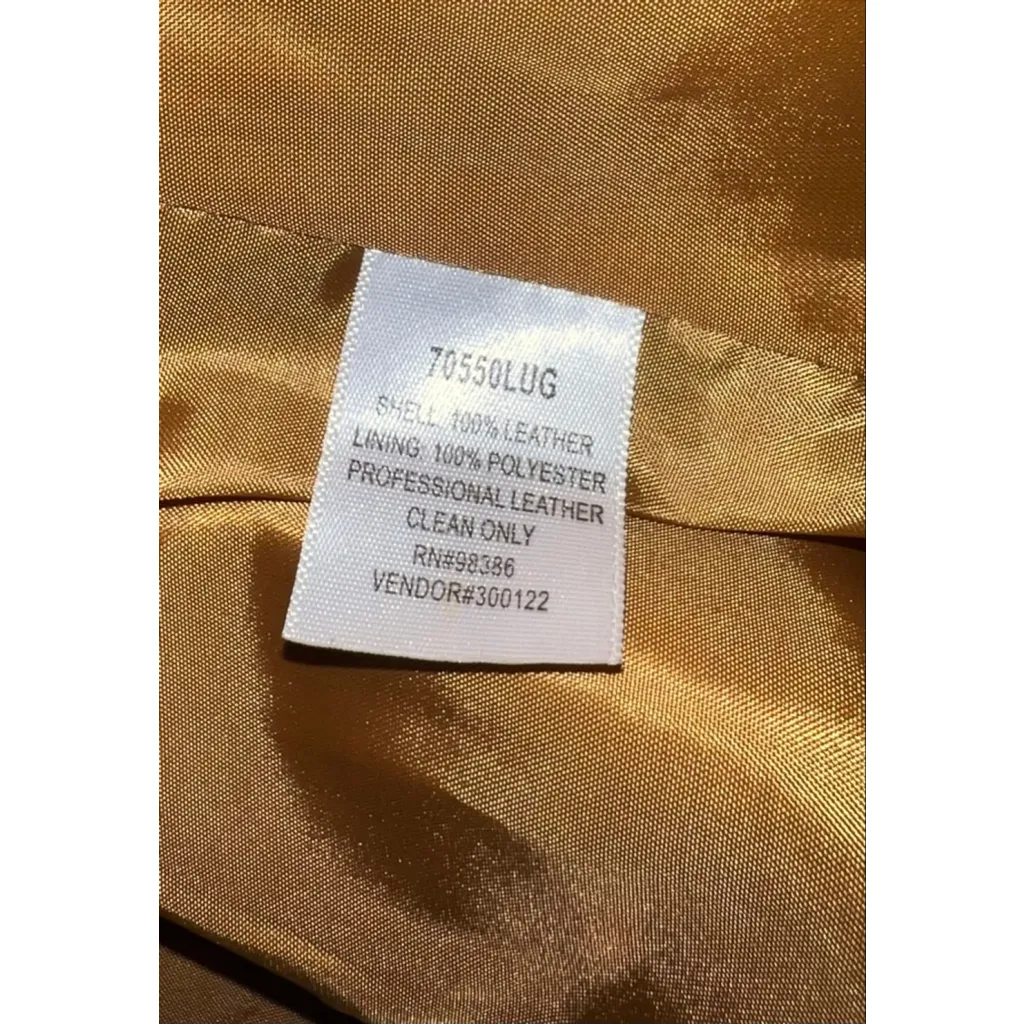 70550LUG
SHELL: 100% LEATHER
LINING: 100% POLYESTER
PROFESSIONAL LEATHER
CLEAN ONLY
RN#98386
VENDOR#300122